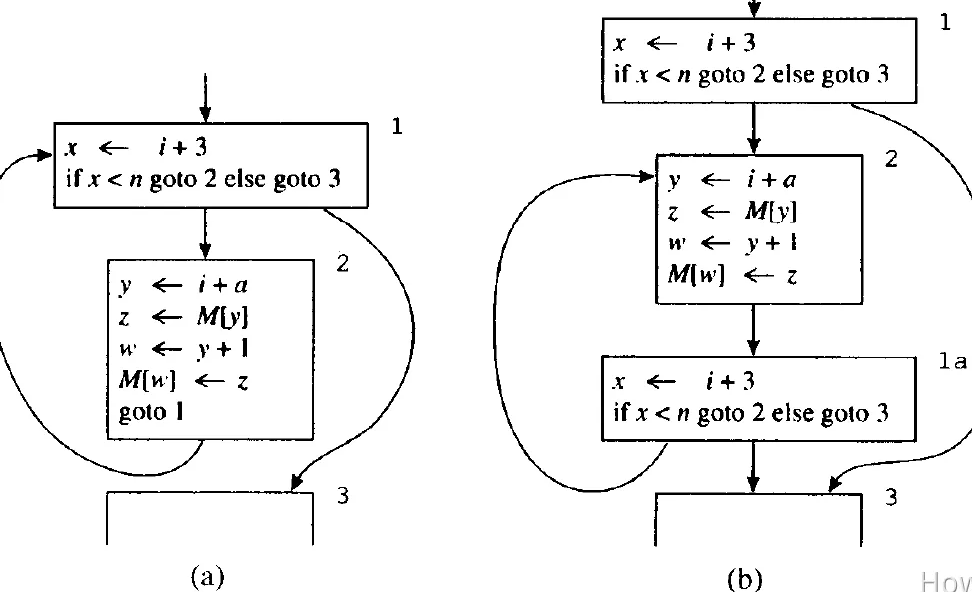 1
x ← i + 3
if x < n goto 2 else goto 3
2
y ← i + a
z ← M[y]
w ← y + 1
M[w] ← z
goto 1
3
(a)
1
x ← i + 3
if x < n goto 2 else goto 3
2
y ← i + a
z ← M[y]
w ← y + 1
M[w] ← z
1a
x ← i + 3
if x < n goto 2 else goto 3
3
(b)
How